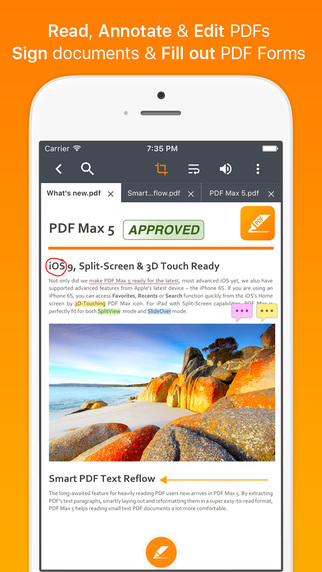 Read, Annotate & Edit PDFs
Sign documents & Fill out PDF Forms
Carrier 7:35 PM
What's new.pdf × Smart...flow.pdf × PDF Max 5.pdf ×
PDF Max 5 APPROVED PDF
iOS 9, Split-Screen & 3D Touch Ready
Not only did we make PDF Max 5 ready for the latest, most advanced iOS yet, we also have
supported advanced features from Apple's latest device – the iPhone 6S. If you are using an
iPhone 6S, you can access Favorites, Recents or Search function quickly from the iOS's Home
screen by 3D-Touching PDF Max icon. For iPad with Split-Screen capabilities, PDF Max is
perfectly fit for both SplitView mode and SlideOver mode.
Smart PDF Text Reflow
The long-awaited feature for heavily reading PDF users now arrives in PDF Max 5. By extracting
PDF's text paragraphs, smartly laying out and reformatting them in a super easy-to-read format,
PDF Max 5 helps reading small text PDF documents a lot more comfortable.